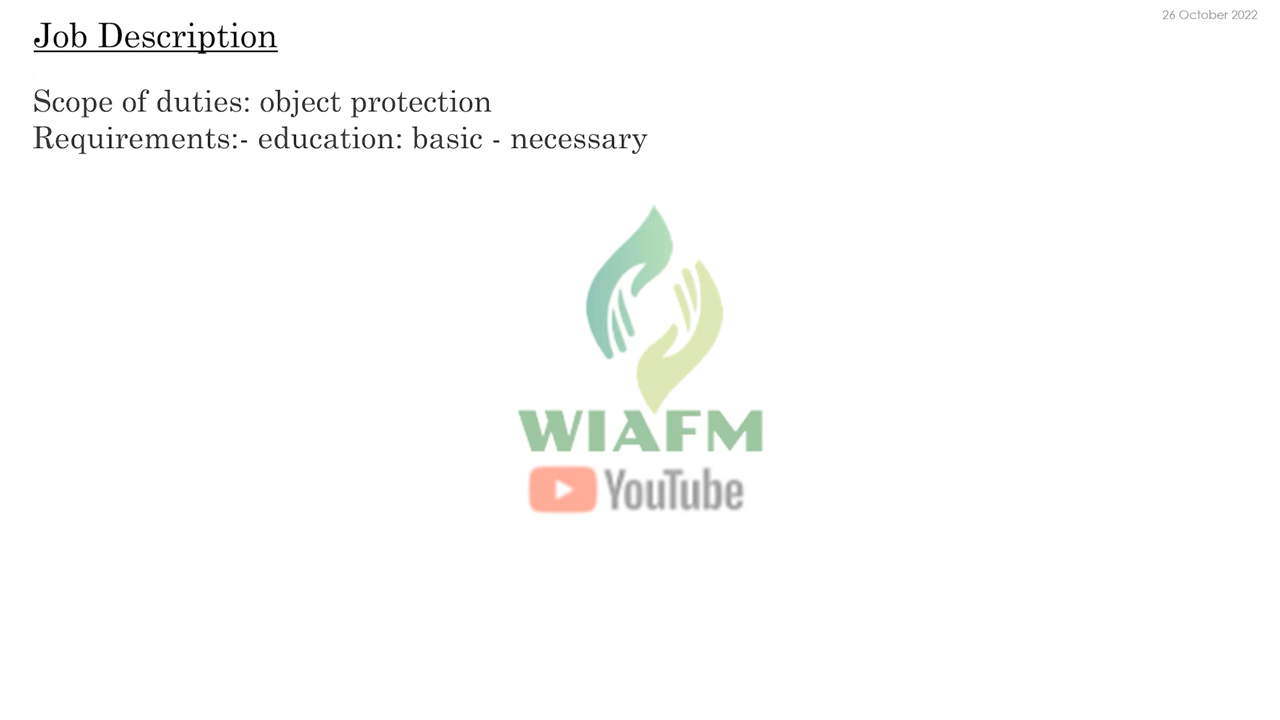 26 October 2022
Job Description
Scope of duties: object protection
Requirements:- education: basic - necessary
WIAFM
YouTube